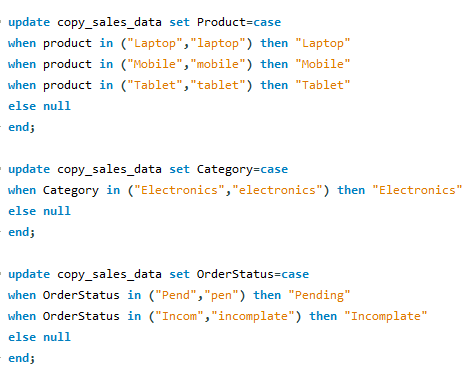 update copy_sales_data set Product=case
when product in ("Laptop","laptop") then "Laptop"
when product in ("Mobile","mobile") then "Mobile"
when product in ("Tablet","tablet") then "Tablet"
else null
end;
update copy_sales_data set Category=case
when Category in ("Electronics","electronics") then "Electronics"
else null
end;
update copy_sales_data set OrderStatus=case
when OrderStatus in ("Pend","pen") then "Pending"
when OrderStatus in ("Incom","incomplate") then "Incomplate"
else null
end;